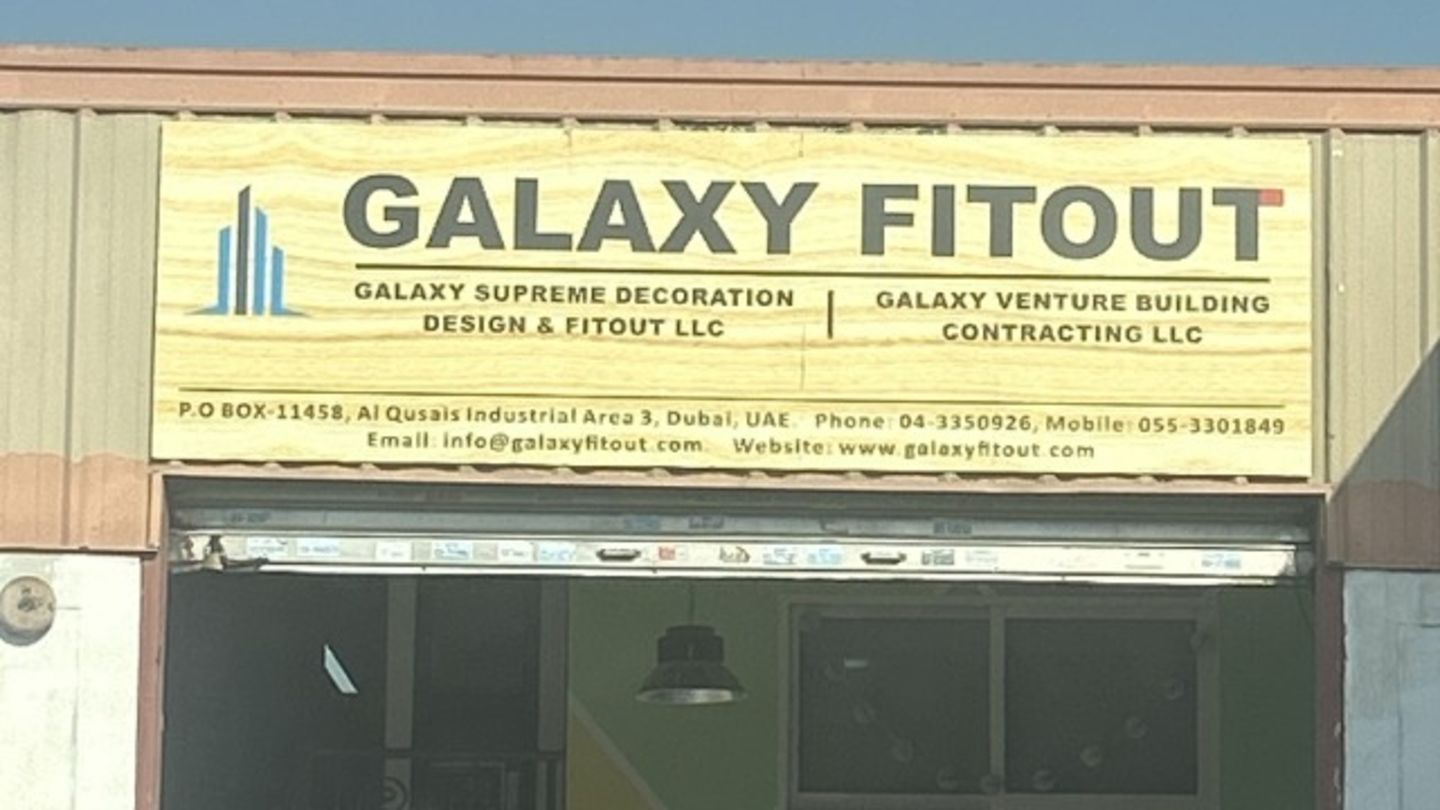 GALAXY FITOUT
GALAXY SUPREME DECORATION
DESIGN & FITOUT LLC
GALAXY VENTURE BUILDING
CONTRACTING LLC
P.O BOX-11458, Al Qusais Industrial Area 3, Dubai, UAE. Phone: 04-3350926, Mobile: 055-3301849
Email: info@galaxyfitout.com. Website: www.galaxyfitout.com